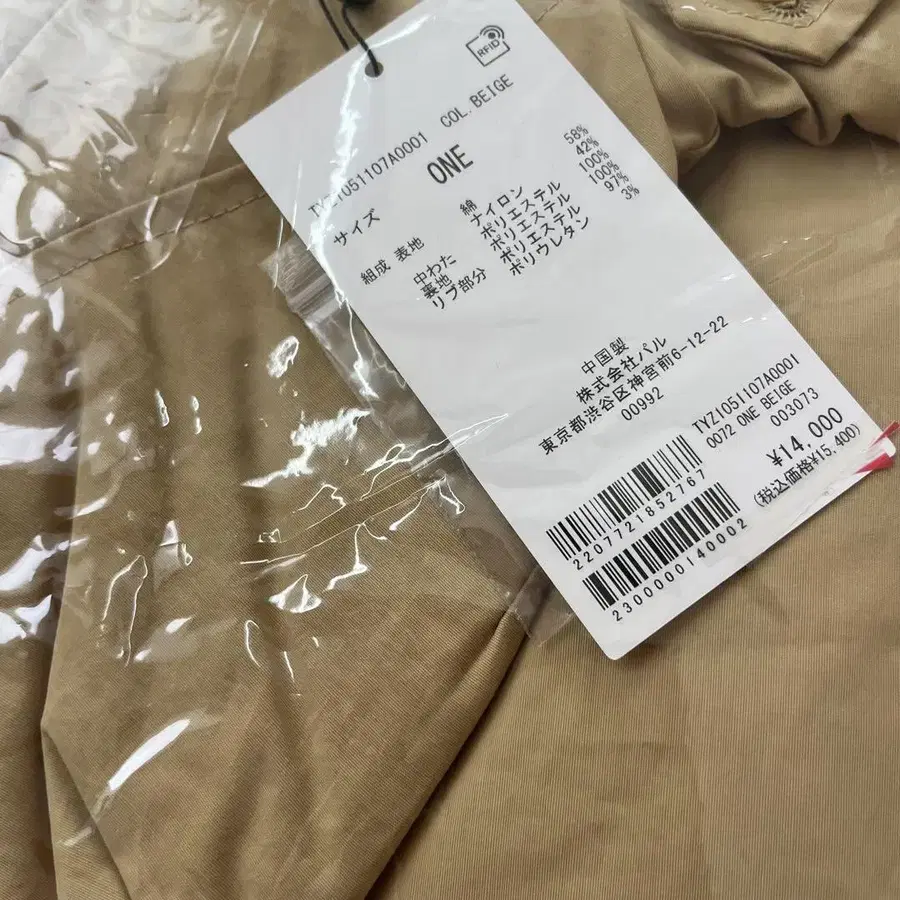 RFID
TYZ1051107A0001 COL.BEIGE
サイズ ONE
組成 表地 綿 58%
ナイロン 42%
中わた ポリエステル 100%
裏地 ポリエステル 100%
リブ部分 ポリエステル 97%
ポリウレタン 3%
中国製
株式会社パル
東京都渋谷区神宮前6-12-22
00992
TYZ1051107A0001
0072 ONE BEIGE
003073
2207721852767
¥14,000
(税込価格¥15,400)
2300000140002